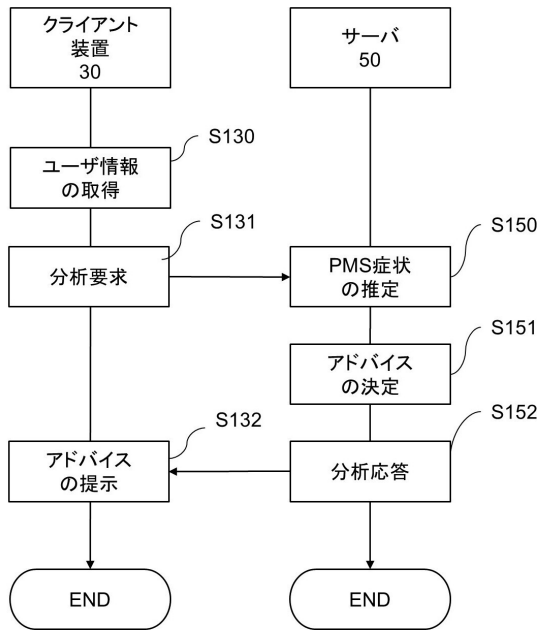 クライアント
装置
30
サーバ
50
S130
ユーザ情報
の取得
S131
分析要求
S150
PMS症状
の推定
S151
アドバイス
の決定
S152
分析応答
S132
アドバイス
の提示
END
END